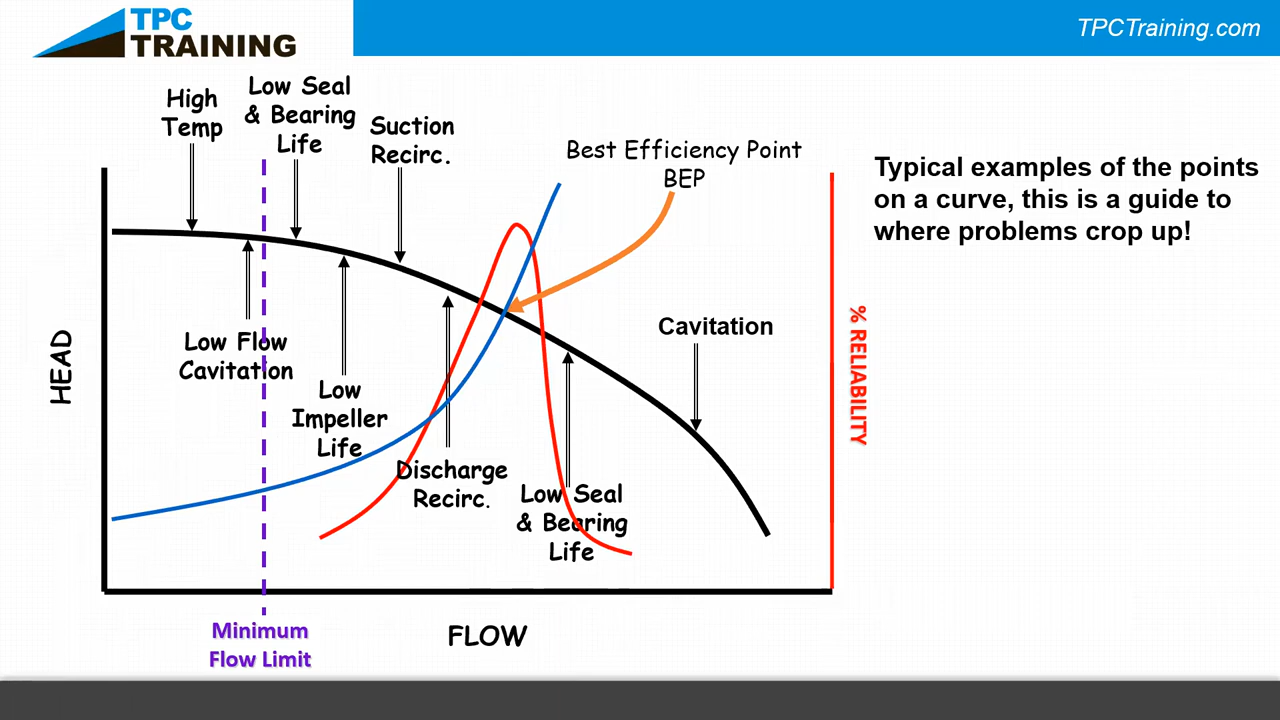 TPC
TRAINING
TPCTraining.com
High
Temp
Low Seal
& Bearing
Life
Suction
Recirc.
Best Efficiency Point
BEP
Typical examples of the points
on a curve, this is a guide to
where problems crop up!
Low Flow
Cavitation
Low
Impeller
Life
Discharge
Recirc.
Low Seal
& Bearing
Life
Cavitation
HEAD
% RELIABILITY
FLOW
Minimum
Flow Limit